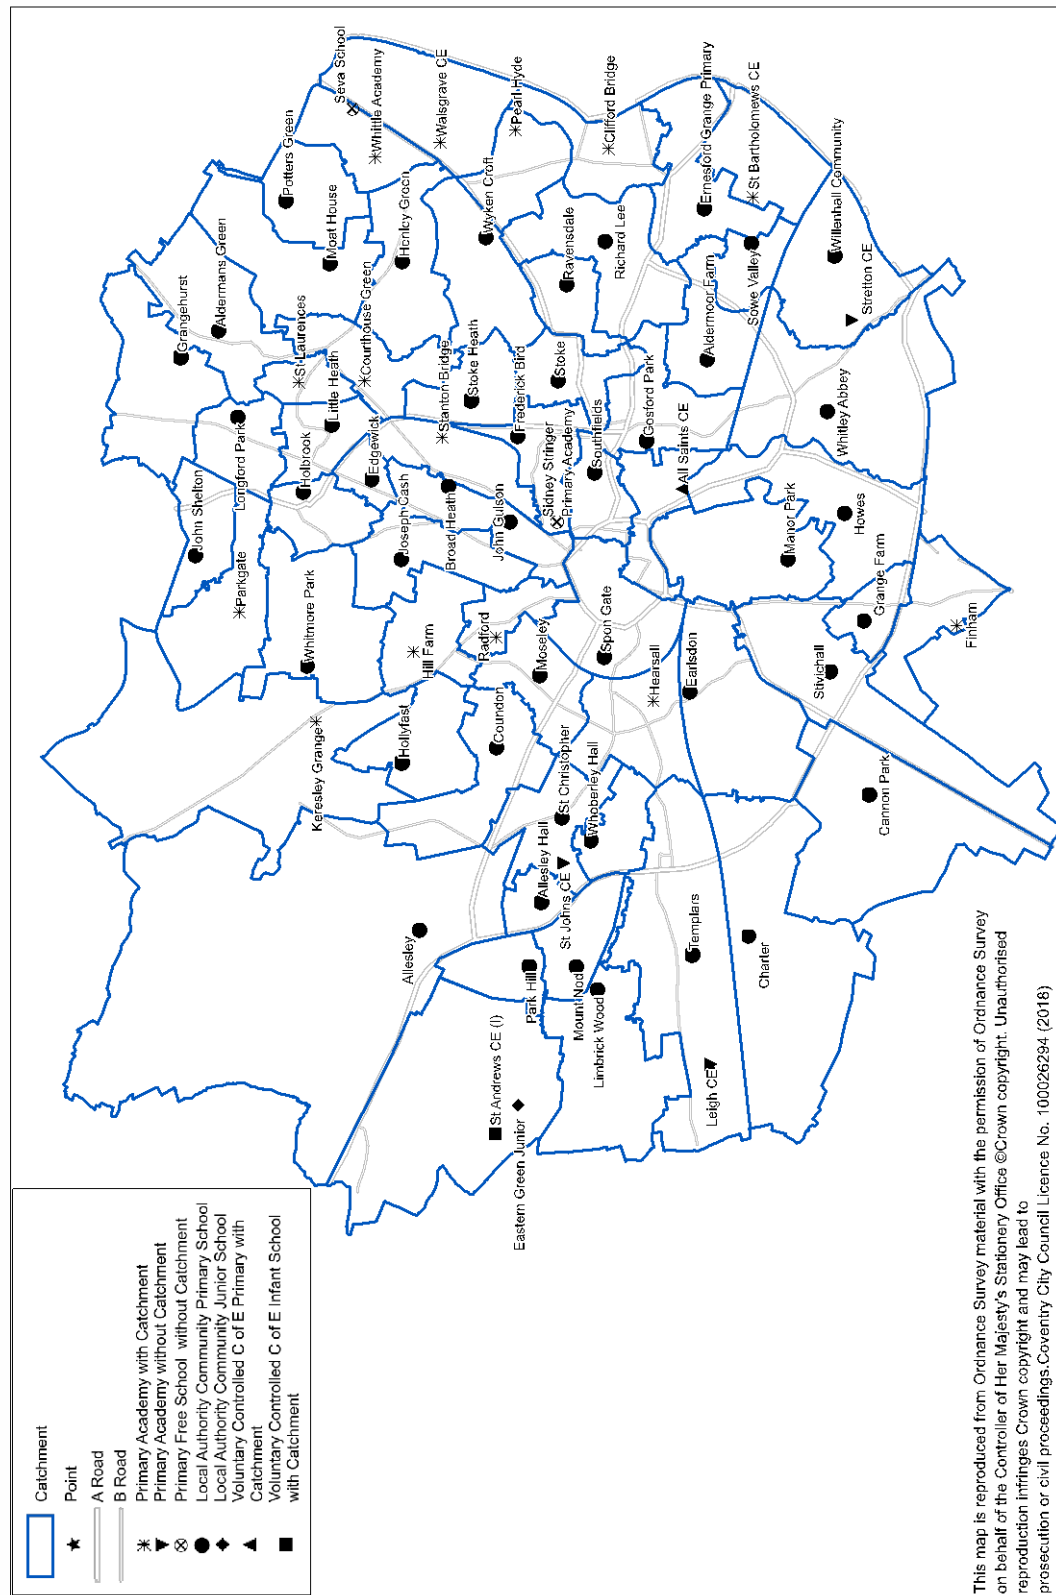 Catchment
Point
A Road
B Road
Primary Academy with Catchment
Primary Academy without Catchment
Primary Free School without Catchment
Local Authority Community Primary School
Local Authority Community Junior School
Voluntary Controlled C of E Primary with
Catchment
Voluntary Controlled C of E Infant School
with Catchment
Seva School
Whittle Academy
Walsgrave CE
Pearl Hyde
Clifford Bridge
Ernesford Grange Primary
St Bartholomews CE
Willenhall Community
Stretton CE
Potters Green
Moat House
Henley Green
Wyken Croft
Ravensdale
Richard Lee
Aldermoor Farm
Sowe Valley
Aldermans Green
Grangehurst
St Laurences
Courthouse Green
Little Heath
Stanton Bridge
Stoke Heath
Frederick Bird
Stoke
Southfields
Gosford Park
All Saints CE
Whitley Abbey
Longford Park
Holbrook
Edgewick
Joseph Cash
Broad Heath
John Gulson
Sidney Stringer
Primary Academy
John Shelton
Parkgate
Whitmore Park
Hill Farm
Radford
Moseley
Spon Gate
Hearsall
Earlsdon
Manor Park
Howes
Grange Farm
Finham
Stivichall
Cannon Park
Keresley Grange
Hollyfast
Coundon
St Christopher
Whoberley Hall
Allesley Hall
St Johns CE
Allesley
Park Hill
Mount Nod
Limbrick Wood
Templars
Charter
St Andrews CE (I)
Eastern Green Junior
Leigh CE
This map is reproduced from Ordnance Survey material with the permission of Ordnance Survey
on behalf of the Controller of Her Majesty's Stationery Office ©Crown copyright. Unauthorised
reproduction infringes Crown copyright and may lead to
prosecution or civil proceedings.Coventry City Council Licence No. 100026294 (2018)